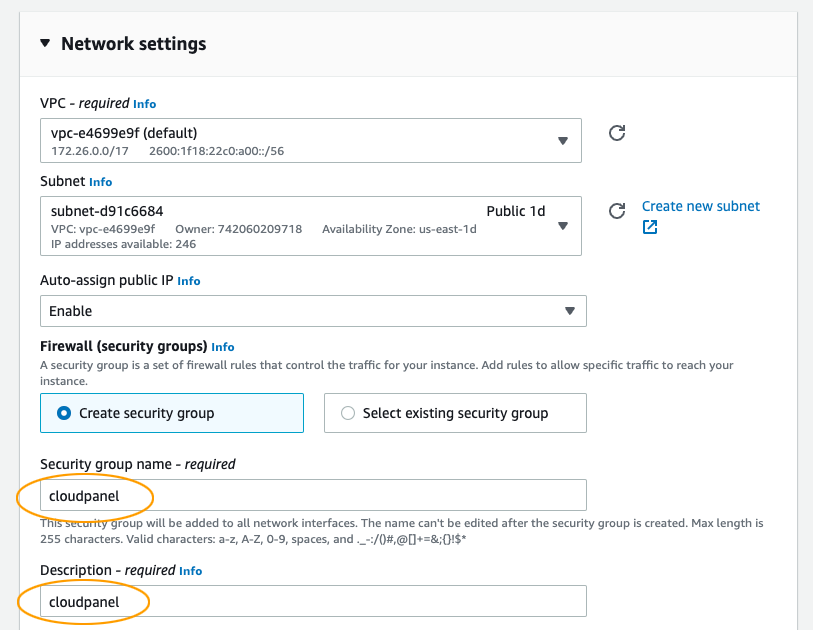 Network settings
VPC - required Info
vpc-e4699e9f (default)
172.26.0.0/17 2600:1f18:22c0:a00::/56
Subnet Info
subnet-d91c6684 Public 1d
VPC: vpc-e4699e9f Owner: 742060209718 Availability Zone: us-east-1d
IP addresses available: 246
Create new subnet
Auto-assign public IP Info
Enable
Firewall (security groups) Info
A security group is a set of firewall rules that control the traffic for your instance. Add rules to allow specific traffic to reach your
instance.
Create security group Select existing security group
Security group name - required
cloudpanel
This security group will be added to all network interfaces. The name can't be edited after the security group is created. Max length is
255 characters. Valid characters: a-z, A-Z, 0-9, spaces, and ._-:/()#,@[]+=&;{}!$*
Description - required Info
cloudpanel